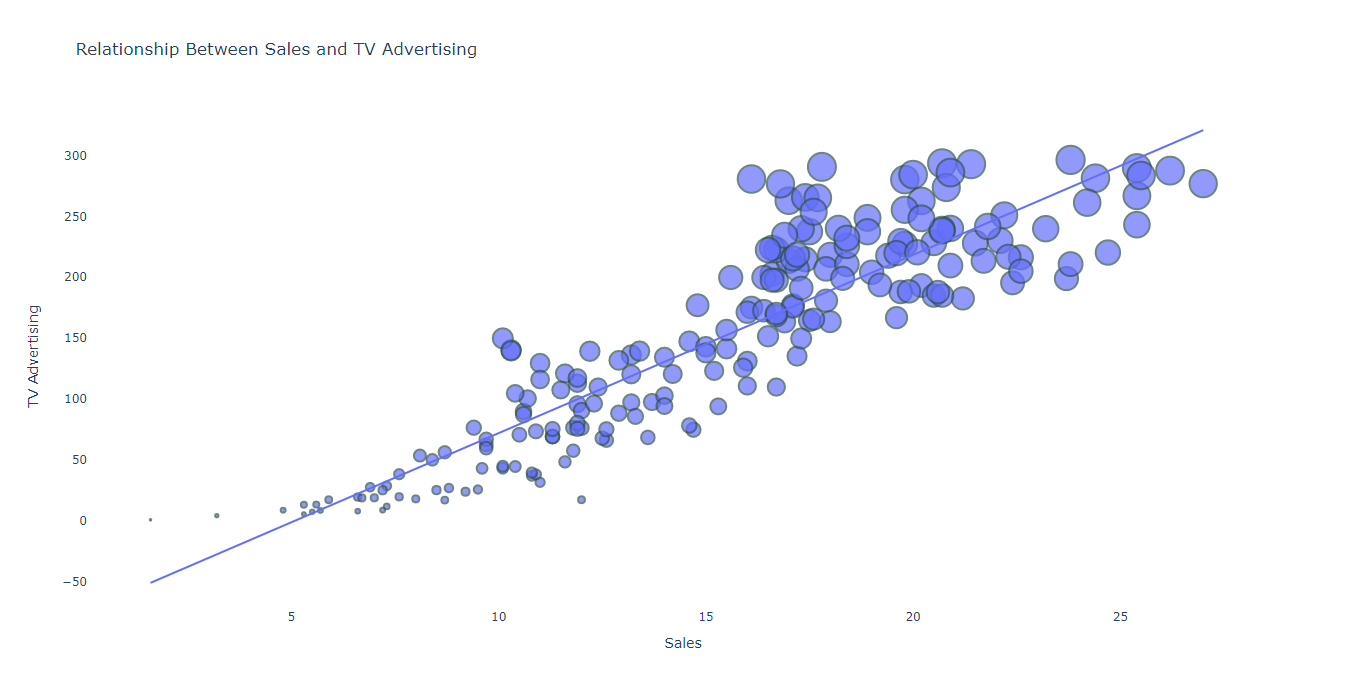 Relationship Between Sales and TV Advertising
300
250
200
150
100
50
0
−50
TV Advertising
5 10 15 20 25
Sales